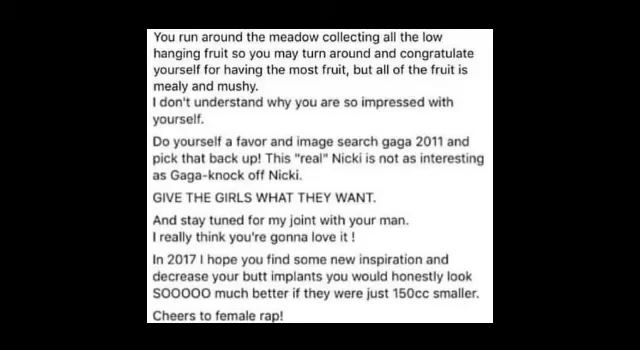 You run around the meadow collecting all the low
hanging fruit so you may turn around and congratulate
yourself for having the most fruit, but all of the fruit is
mealy and mushy.
I don't understand why you are so impressed with
yourself.
Do yourself a favor and image search gaga 2011 and
pick that back up! This "real" Nicki is not as interesting
as Gaga-knock off Nicki.
GIVE THE GIRLS WHAT THEY WANT.
And stay tuned for my joint with your man.
I really think you're gonna love it !
In 2017 I hope you find some new inspiration and
decrease your butt implants you would honestly look
SOOOOO much better if they were just 150cc smaller.
Cheers to female rap!